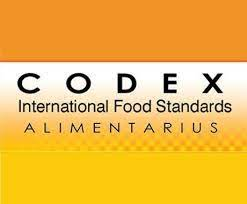 CODEX
International Food Standards
ALIMENTARIUS